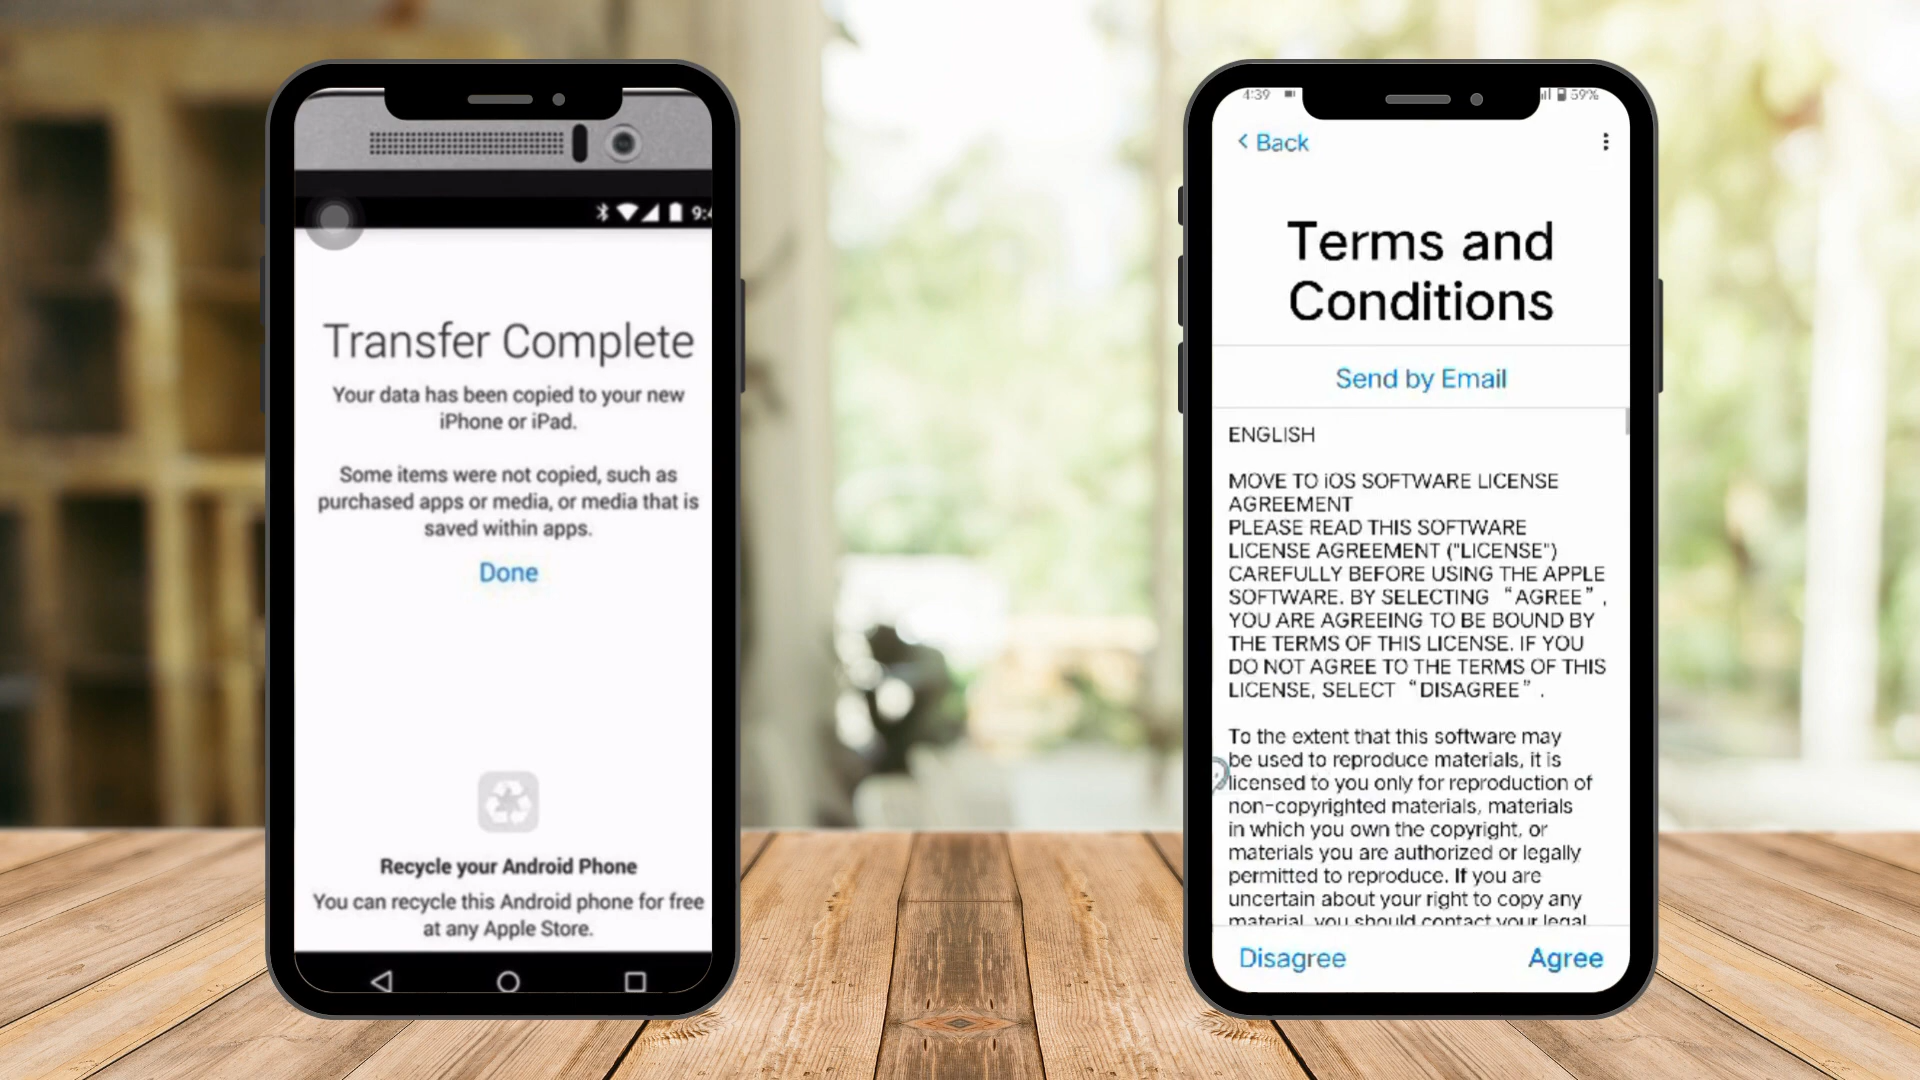 9:4
Transfer Complete
Your data has been copied to your new
iPhone or iPad.
Some items were not copied, such as
purchased apps or media, or media that is
saved within apps.
Done
Recycle your Android Phone
You can recycle this Android phone for free
at any Apple Store.
4:39
59%
Back
Terms and
Conditions
Send by Email
ENGLISH
MOVE TO iOS SOFTWARE LICENSE
AGREEMENT
PLEASE READ THIS SOFTWARE
LICENSE AGREEMENT ("LICENSE")
CAREFULLY BEFORE USING THE APPLE
SOFTWARE. BY SELECTING “AGREE” ,
YOU ARE AGREEING TO BE BOUND BY
THE TERMS OF THIS LICENSE. IF YOU
DO NOT AGREE TO THE TERMS OF THIS
LICENSE, SELECT “DISAGREE” .
To the extent that this software may
be used to reproduce materials, it is
licensed to you only for reproduction of
non-copyrighted materials, materials
in which you own the copyright, or
materials you are authorized or legally
permitted to reproduce. If you are
uncertain about your right to copy any
material, you should contact your legal
Disagree
Agree